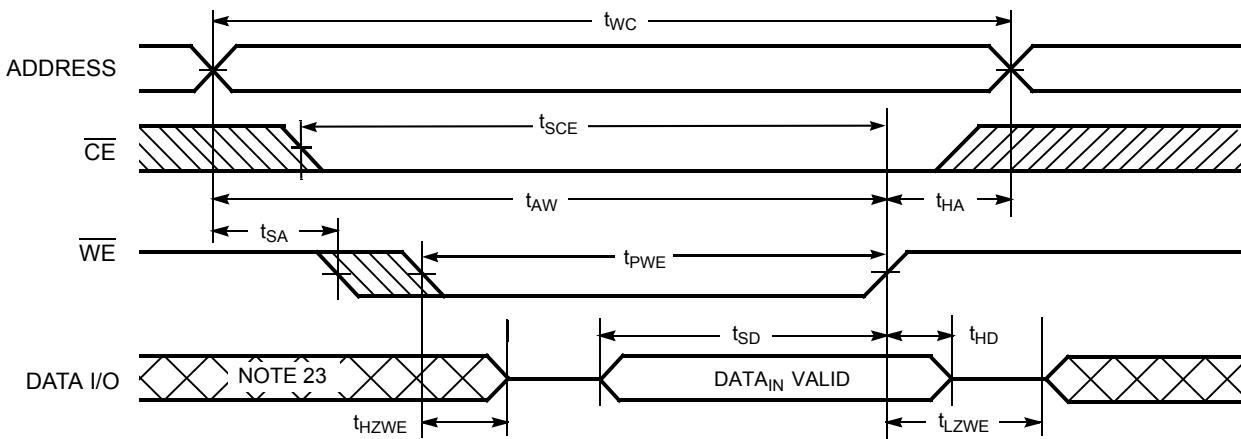 tWC
ADDRESS
tSCE
CE
tAW
tHA
tSA
WE
tPWE
tSD
tHD
DATA I/O
NOTE 23
DATAIN VALID
tHZWE
tLZWE